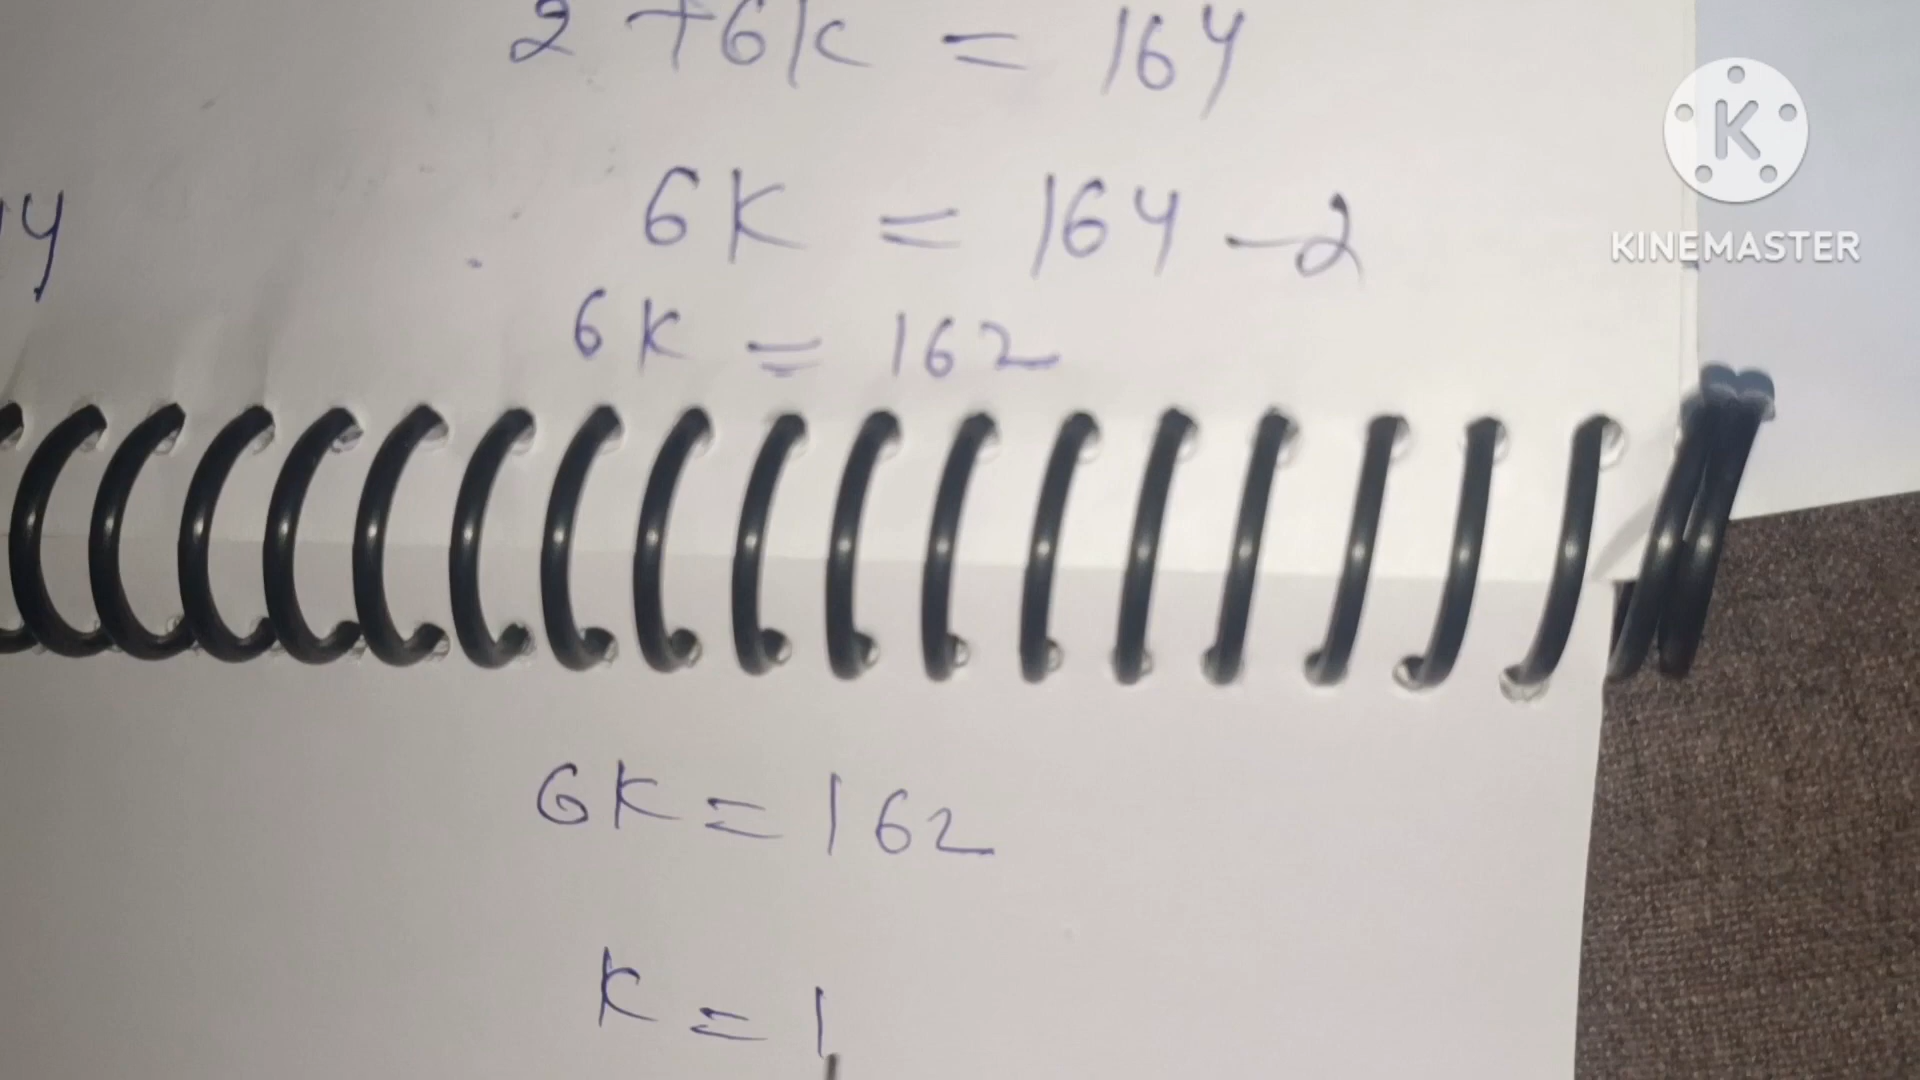 2 + 6k = 164
6K = 164 - 2
y
6K = 162
6K = 162
K = 1
K
KINEMASTER